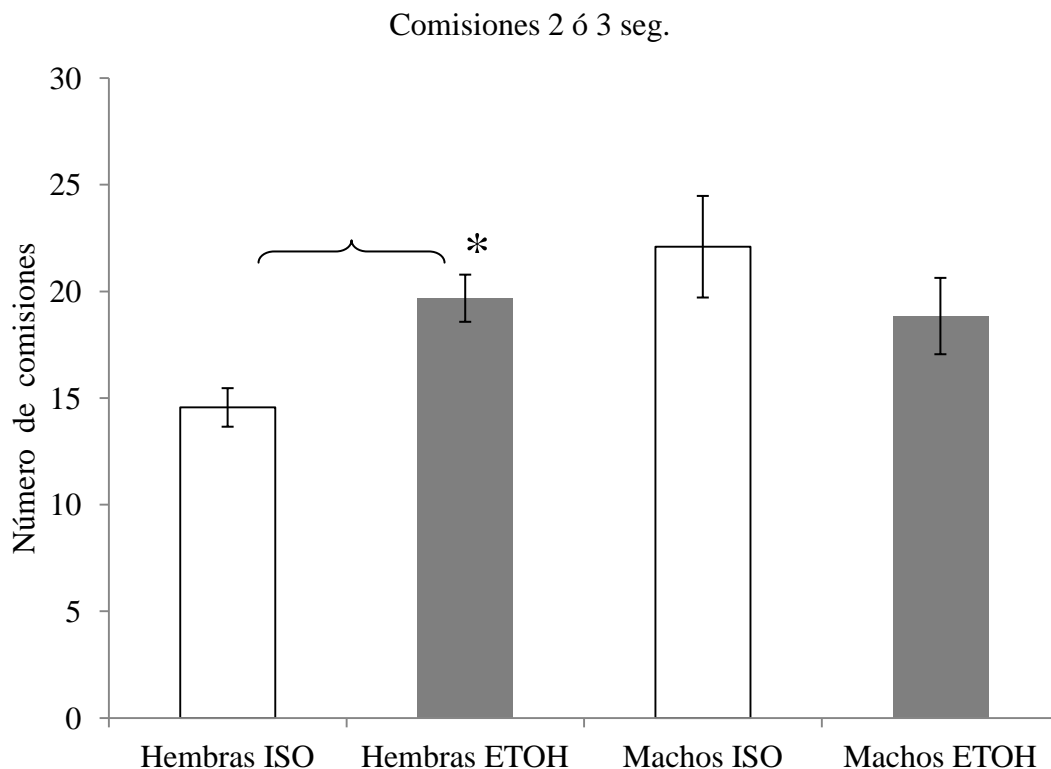 Comisiones 2 ó 3 seg.
30
25
20
15
10
5
0
Número de comisiones
*
Hembras ISO Hembras ETOH Machos ISO Machos ETOH